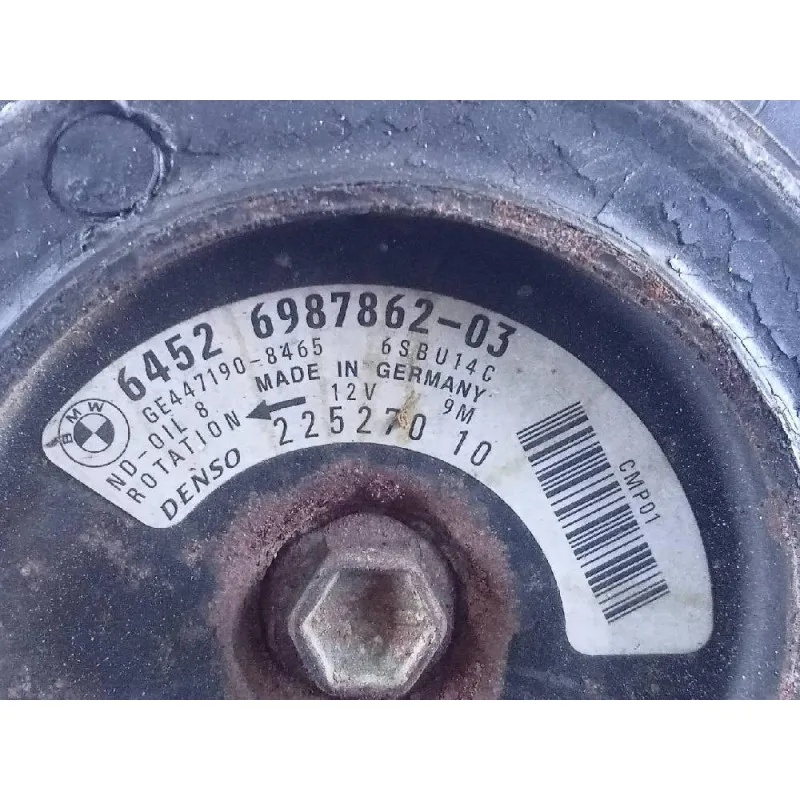 6452 6987862-03
GE447190-8465 6SBU14C
ND-OIL 8 MADE IN GERMANY
ROTATION 12V 9M
DENSO 225270 10
BMW
CMP01